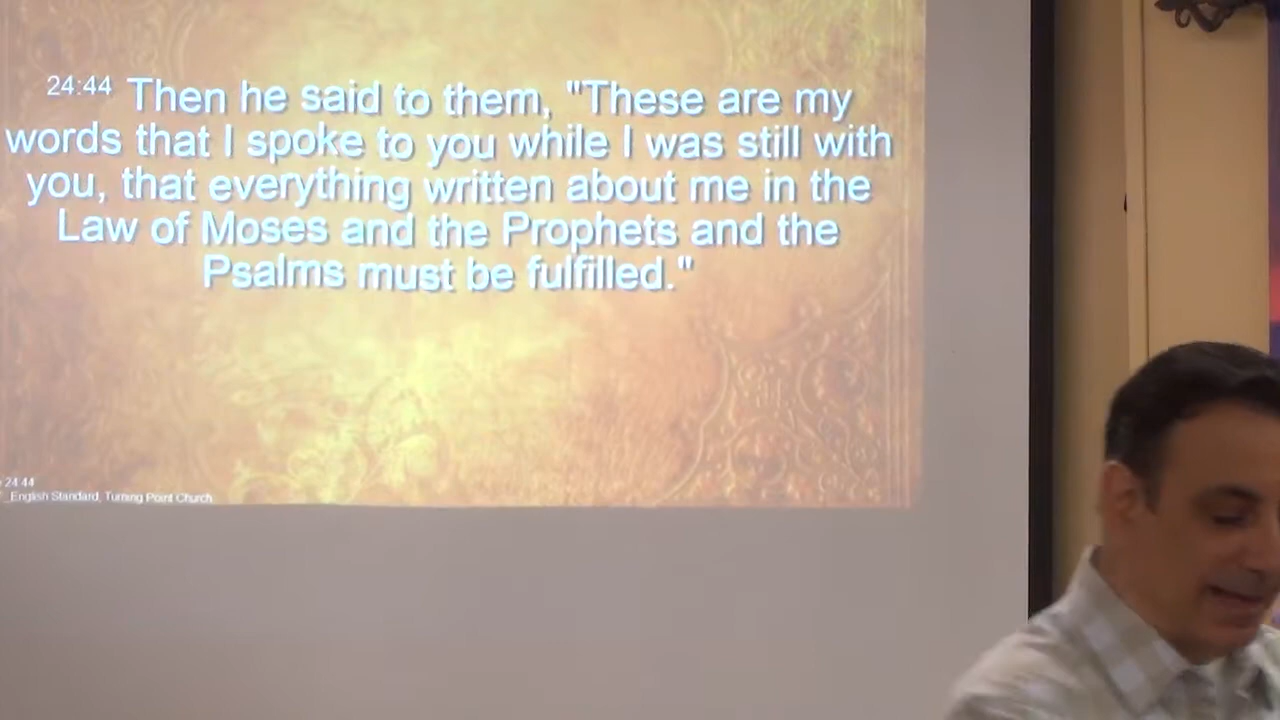 24:44 Then he said to them, "These are my
words that I spoke to you while I was still with
you, that everything written about me in the
Law of Moses and the Prophets and the
Psalms must be fulfilled."
24 44
English Standard, Turning Point Church